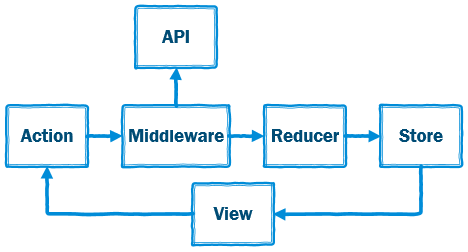 API
Action
Middleware
Reducer
Store
View